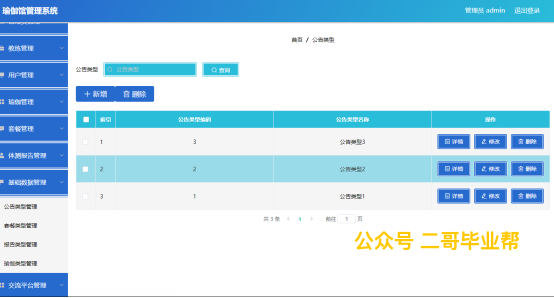 瑜伽馆管理系统
管理员 admin 退出登录
教练管理
用户管理
瑜伽管理
套餐管理
体测报告管理
基础数据管理
公告类型管理
套餐类型管理
报告类型管理
瑜伽类型管理
交流平台管理
首页 / 公告类型
公告类型 公告类型 查询
新增 删除
索引 公告类型编码 公告类型名称 操作
1 3 公告类型3 详情 修改 删除
2 2 公告类型2 详情 修改 删除
3 1 公告类型1 详情 修改 删除
共 3 条 1 前往 1 页
公众号 二哥毕业帮